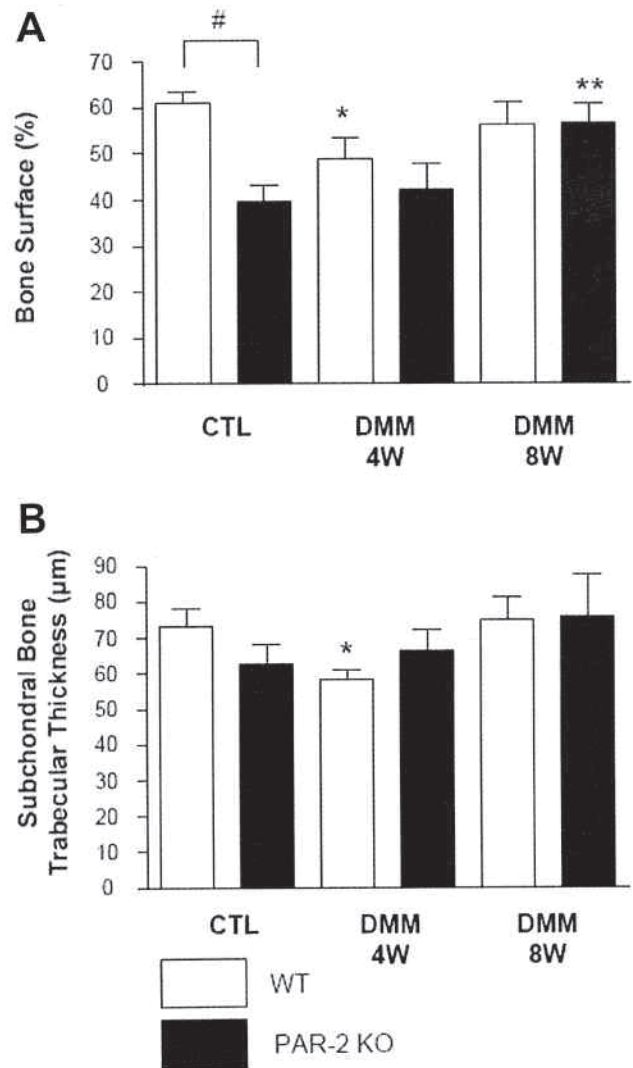 A
#
70
60
50
40
30
20
10
0
Bone Surface (%)
*
**
CTL
DMM
4W
DMM
8W
B
90
80
70
60
50
40
30
20
10
0
Subchondral Bone
Trabecular Thickness (µm)
*
CTL
DMM
4W
DMM
8W
WT
PAR-2 KO